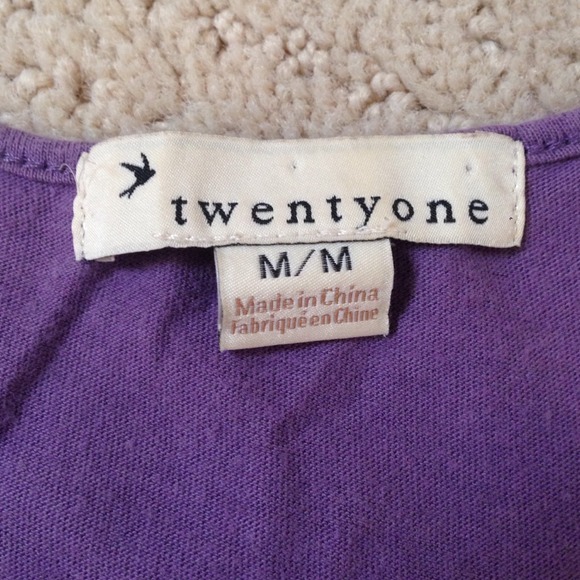 twentyone
M/M
Made in China
Fabriqué en Chine